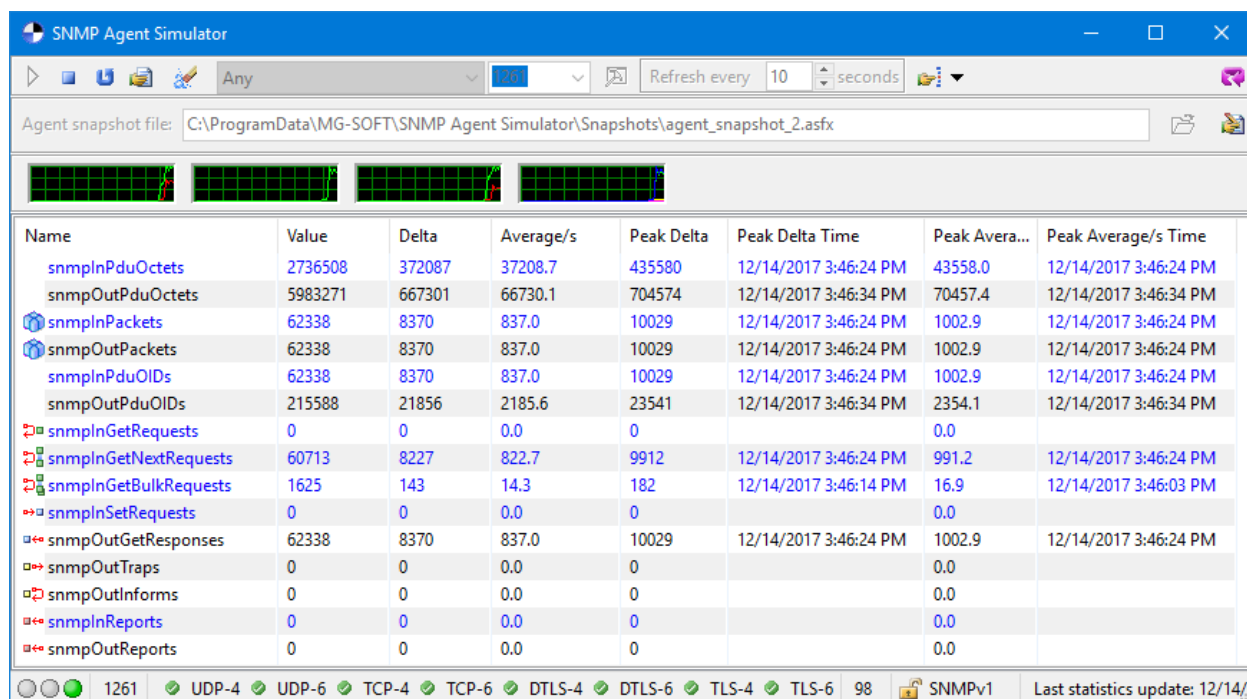 SNMP Agent Simulator
Any 1261 Refresh every 10 seconds
Agent snapshot file: C:\ProgramData\MG-SOFT\SNMP Agent Simulator\Snapshots\agent_snapshot_2.asfx
Name Value Delta Average/s Peak Delta Peak Delta Time Peak Avera... Peak Average/s Time
snmpInPduOctets 2736508 372087 37208.7 435580 12/14/2017 3:46:24 PM 43558.0 12/14/2017 3:46:24 PM
snmpOutPduOctets 5983271 667301 66730.1 704574 12/14/2017 3:46:34 PM 70457.4 12/14/2017 3:46:34 PM
snmpInPackets 62338 8370 837.0 10029 12/14/2017 3:46:24 PM 1002.9 12/14/2017 3:46:24 PM
snmpOutPackets 62338 8370 837.0 10029 12/14/2017 3:46:24 PM 1002.9 12/14/2017 3:46:24 PM
snmpInPduOIDs 62338 8370 837.0 10029 12/14/2017 3:46:24 PM 1002.9 12/14/2017 3:46:24 PM
snmpOutPduOIDs 215588 21856 2185.6 23541 12/14/2017 3:46:34 PM 2354.1 12/14/2017 3:46:34 PM
snmpInGetRequests 0 0 0.0 0 0.0
snmpInGetNextRequests 60713 8227 822.7 9912 12/14/2017 3:46:24 PM 991.2 12/14/2017 3:46:24 PM
snmpInGetBulkRequests 1625 143 14.3 182 12/14/2017 3:46:14 PM 16.9 12/14/2017 3:46:03 PM
snmpInSetRequests 0 0 0.0 0 0.0
snmpOutGetResponses 62338 8370 837.0 10029 12/14/2017 3:46:24 PM 1002.9 12/14/2017 3:46:24 PM
snmpOutTraps 0 0 0.0 0 0.0
snmpOutInforms 0 0 0.0 0 0.0
snmpInReports 0 0 0.0 0 0.0
snmpOutReports 0 0 0.0 0 0.0
1261 UDP-4 UDP-6 TCP-4 TCP-6 DTLS-4 DTLS-6 TLS-4 TLS-6 98 SNMPv1 Last statistics update: 12/14/